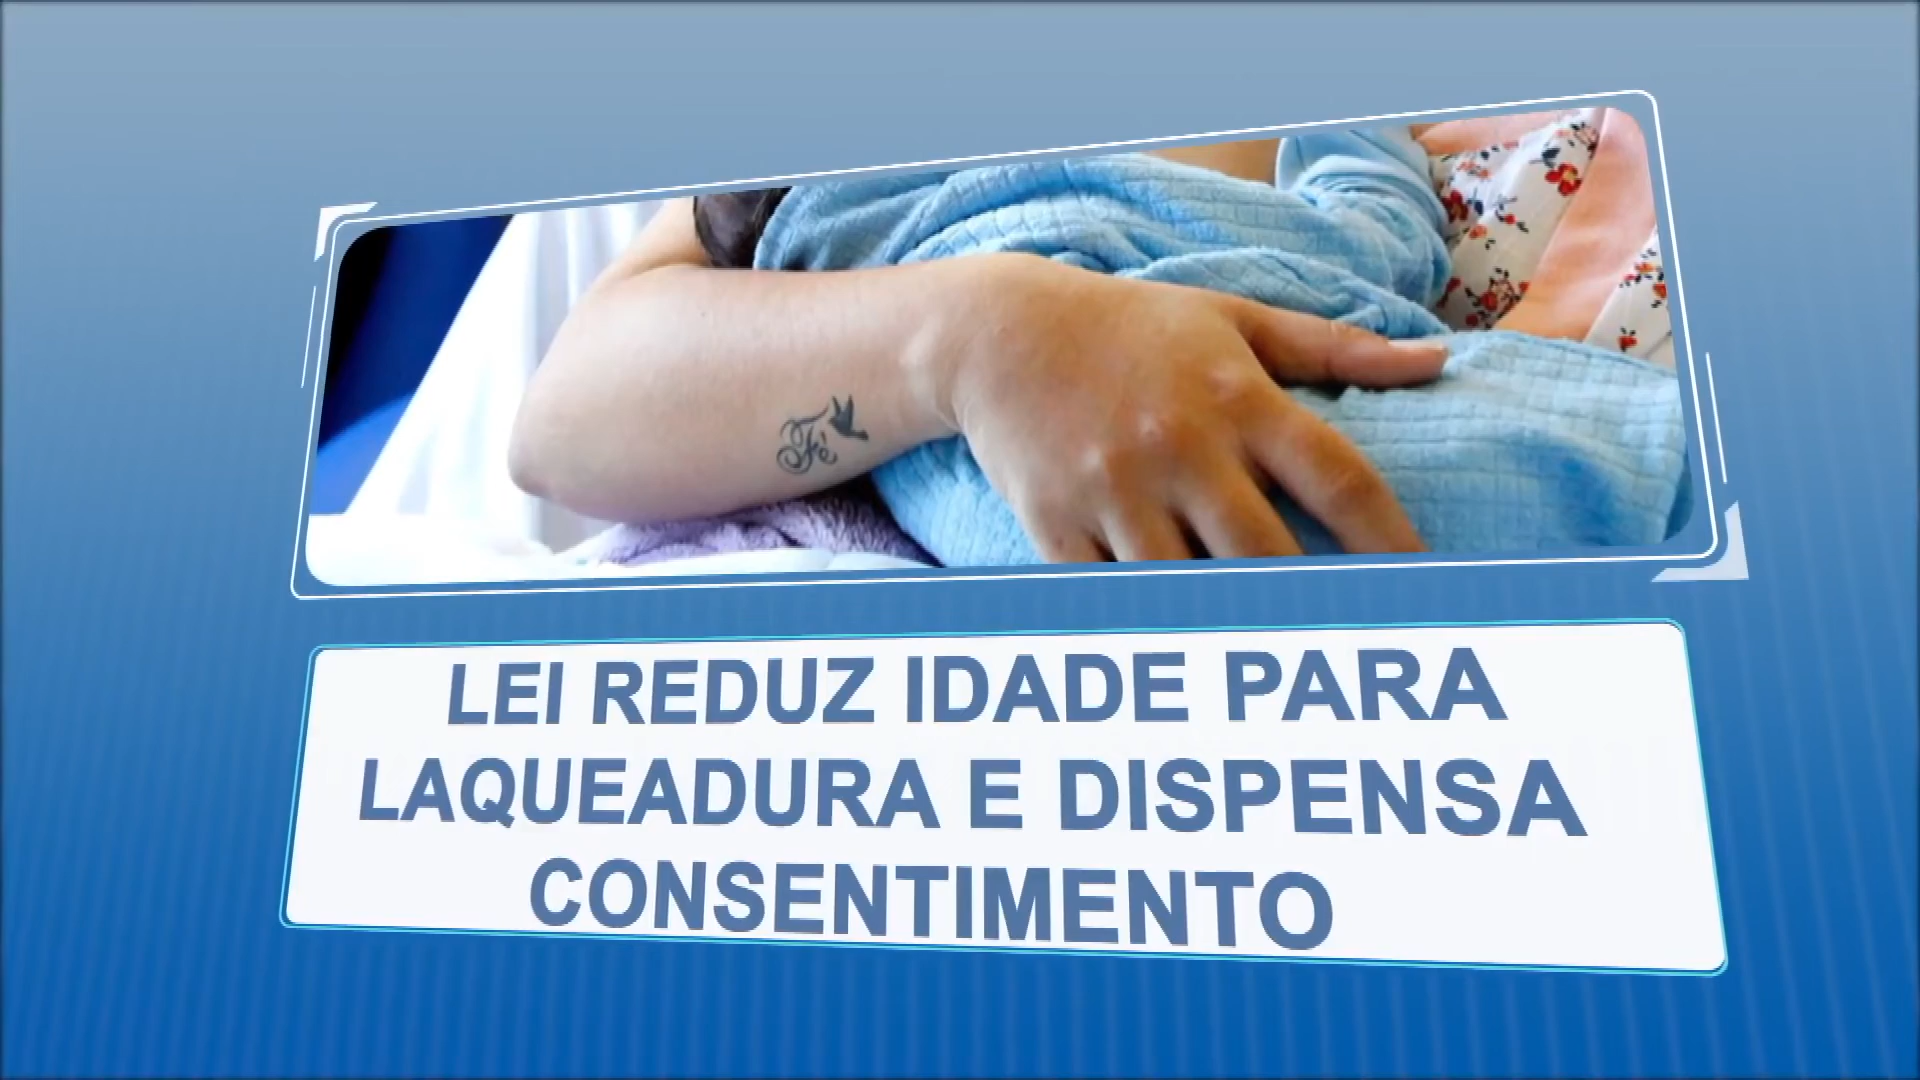 Fé
LEI REDUZ IDADE PARA
LAQUEADURA E DISPENSA
CONSENTIMENTO